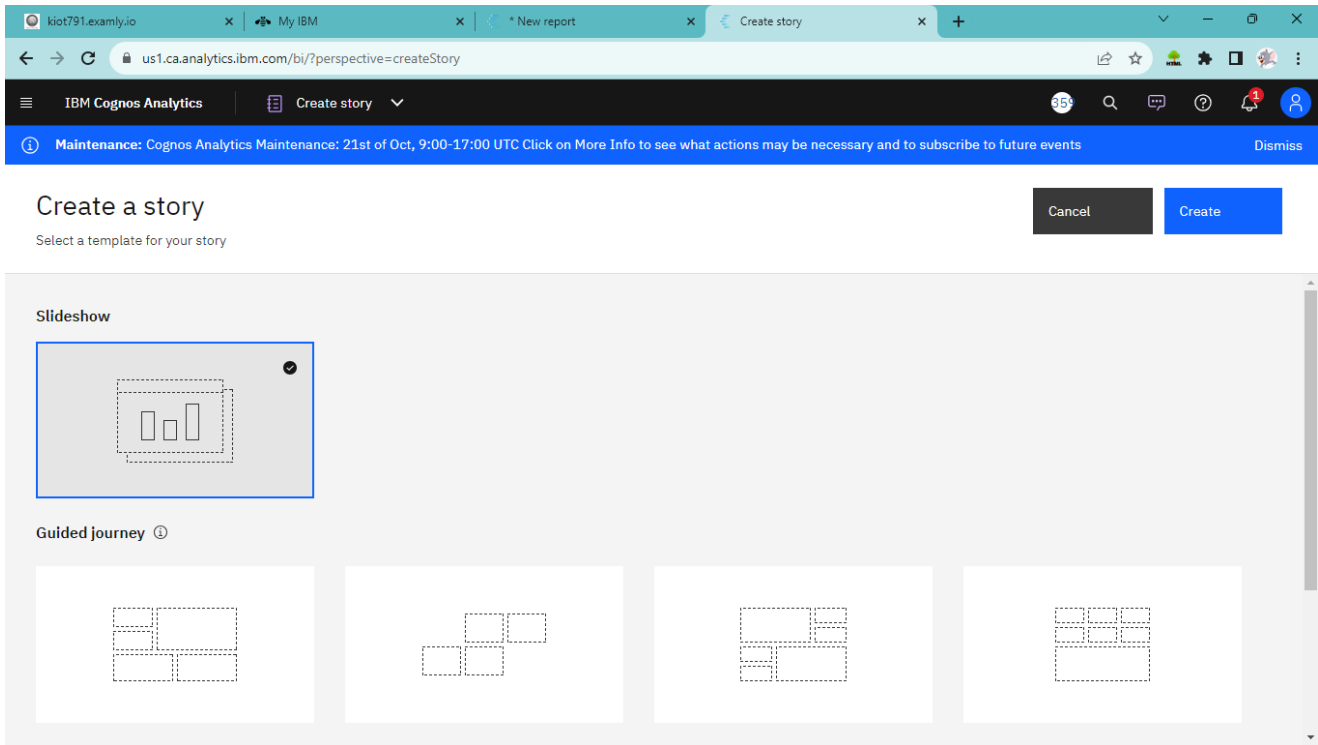 kiot791.examly.io
My IBM
* New report
Create story
us1.ca.analytics.ibm.com/bi/?perspective=createStory
HTML
IBM Cognos Analytics
Create story
359
1
Maintenance: Cognos Analytics Maintenance: 21st of Oct, 9:00-17:00 UTC Click on More Info to see what actions may be necessary and to subscribe to future events
Dismiss
Create a story
Cancel
Create
Select a template for your story
Slideshow
Guided journey